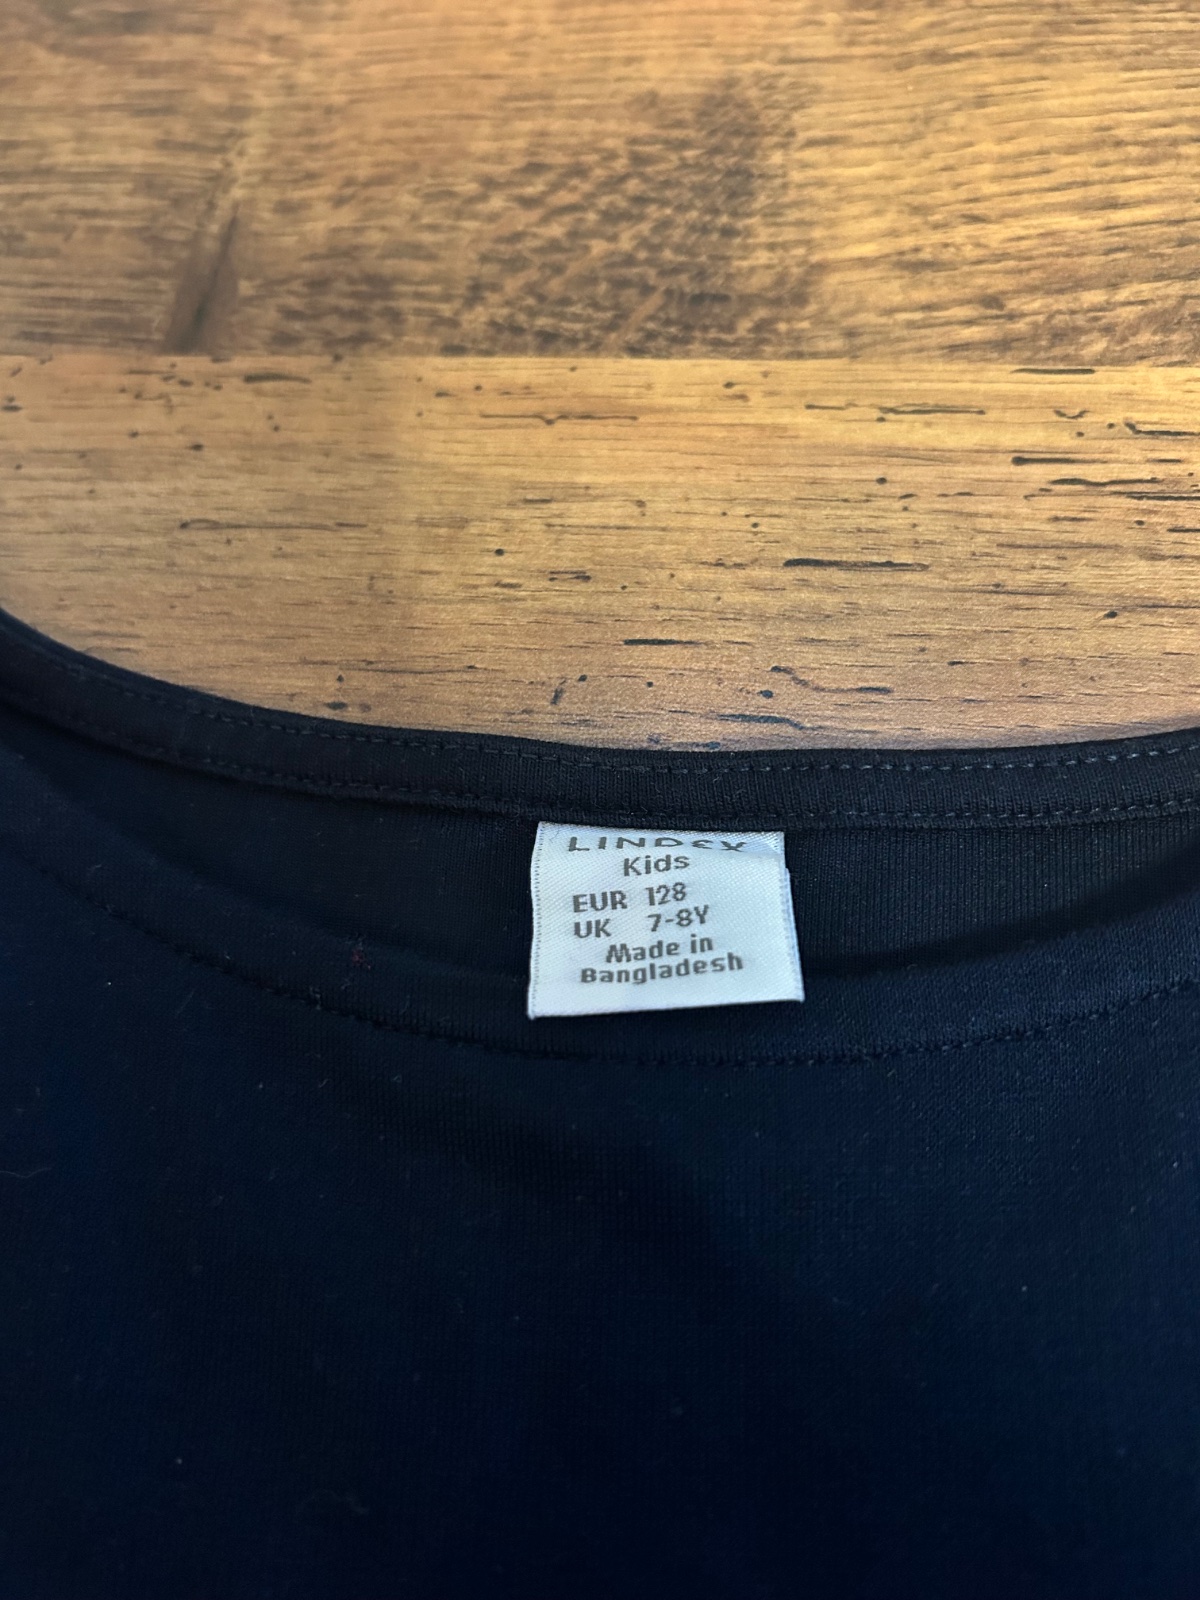 LINDEX
Kids
EUR 128
UK 7-8Y
Made in
Bangladesh